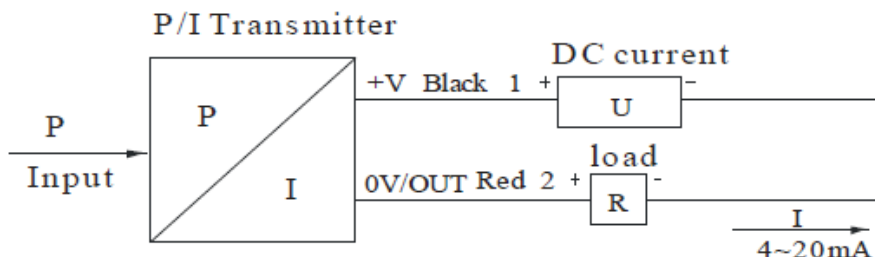 P/I Transmitter
DC current
+V Black 1 + U -
P
P
Input
I
load
0V/OUT Red 2 + R -
I
4~20mA